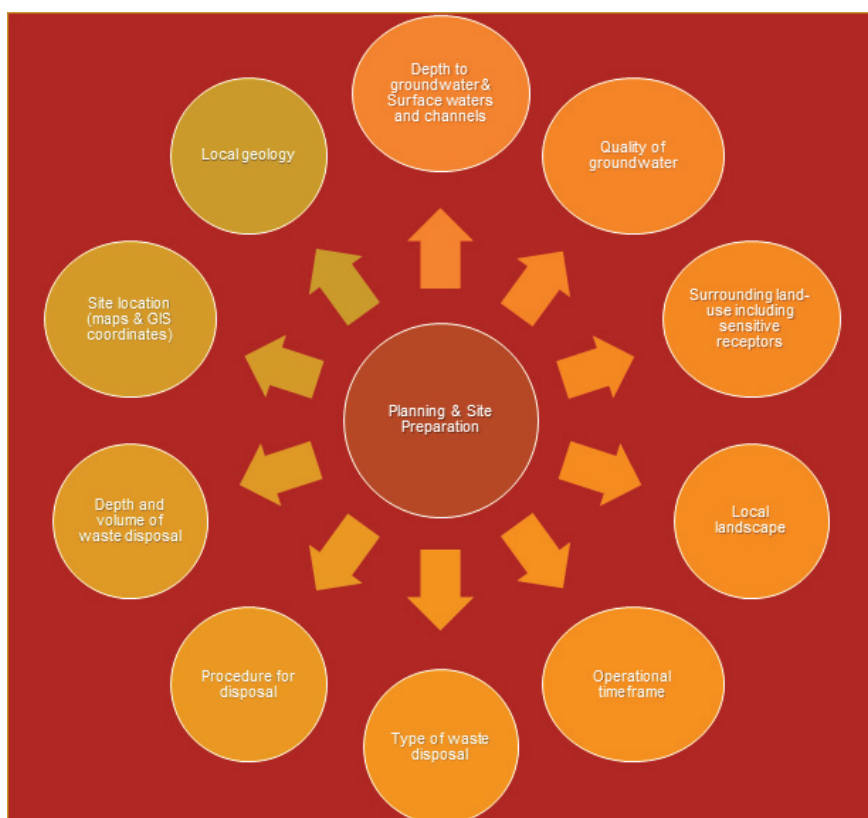 Depth to
groundwater&
Surface waters
and channels
Quality of
groundwater
Surrounding land-
use including
sensitive
receptors
Local
landscape
Operational
timeframe
Type of waste
disposal
Procedure for
disposal
Depth and
volume of
waste disposal
Site location
(maps & GIS
coordinates)
Local geology
Planning & Site
Preparation